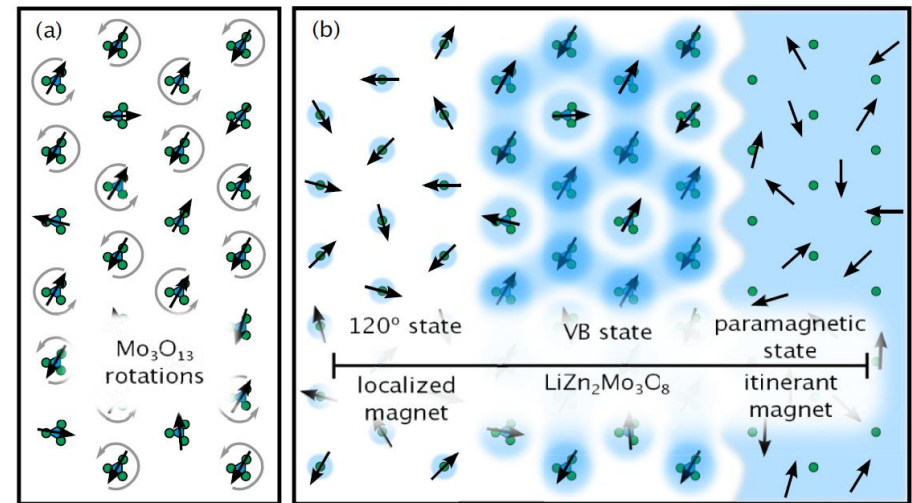 (a)
Mo₃O₁₃
rotations
(b)
120° state
VB state
paramagnetic
state
localized
magnet
LiZn₂Mo₃O₈
itinerant
magnet